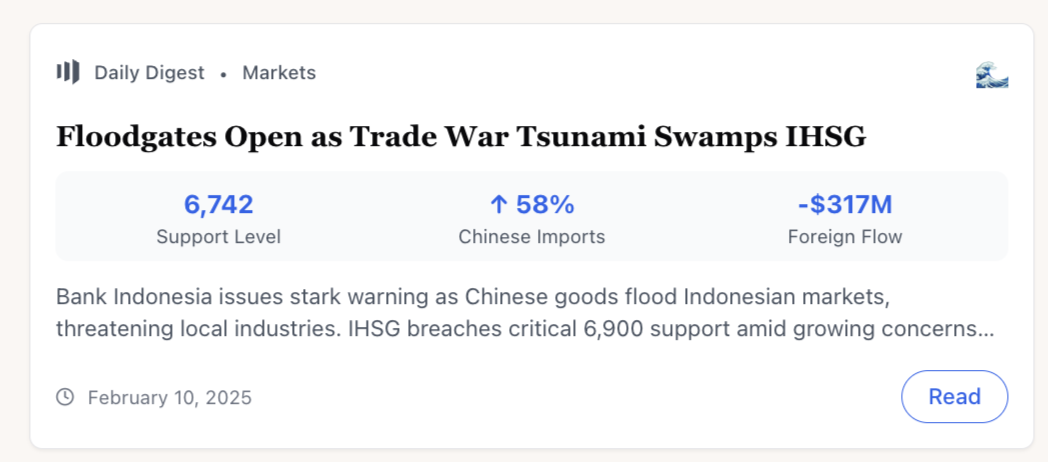 Daily Digest • Markets
Floodgates Open as Trade War Tsunami Swamps IHSG
6,742 ↑ 58% -$317M
Support Level Chinese Imports Foreign Flow
Bank Indonesia issues stark warning as Chinese goods flood Indonesian markets,
threatening local industries. IHSG breaches critical 6,900 support amid growing concerns...
February 10, 2025 Read